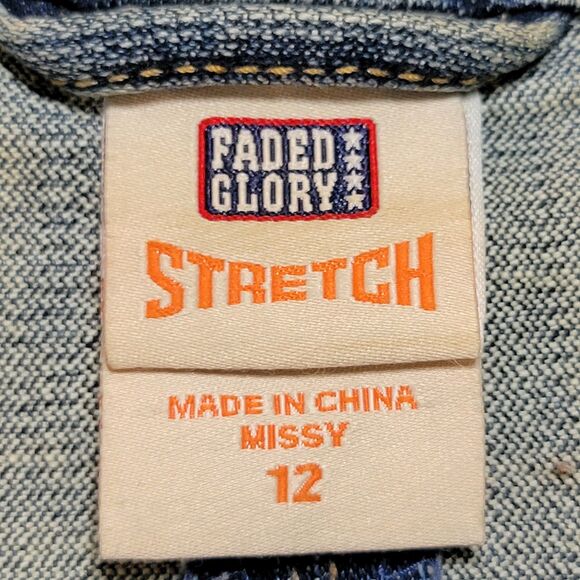 FADED
GLORY
STRETCH
MADE IN CHINA
MISSY
12